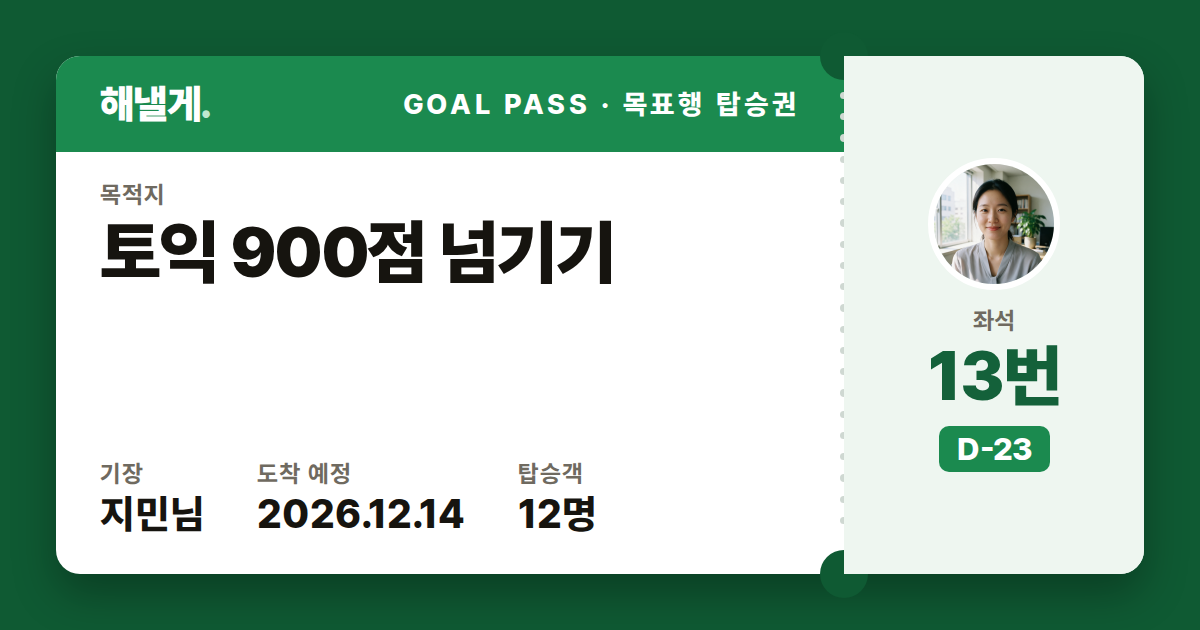 해낼게.
GOAL PASS · 목표행 탑승권
목적지
토익 900점 넘기기
기장
지민님
도착 예정
2026.12.14
탑승객
12명
좌석
13번
D-23